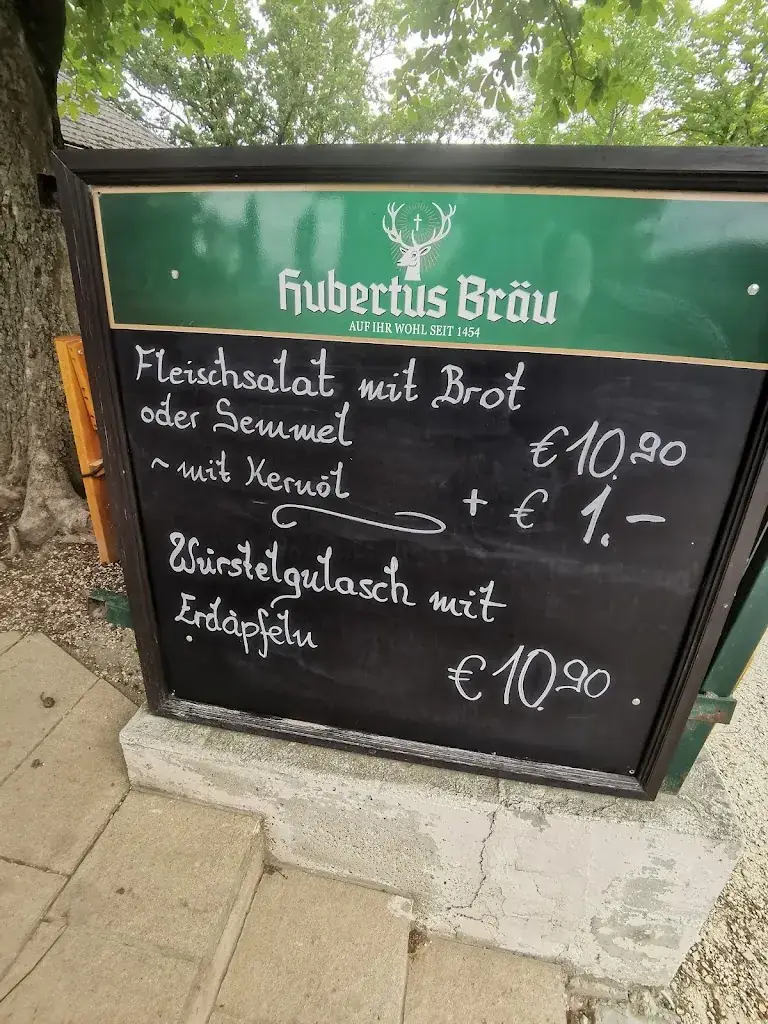 Hubertus Bräu
AUF IHR WOHL SEIT 1454
Fleischsalat mit Brot
oder Semmel €10.90
~ mit Kernöl + € 1.-
Würstelgulasch mit
Erdäpfeln
€10.90